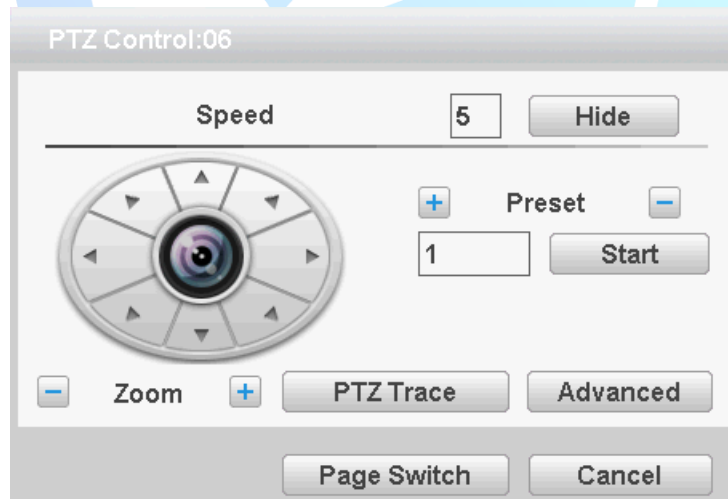 PTZ Control:06
Speed 5 Hide
+ Preset −
1 Start
− Zoom + PTZ Trace Advanced
Page Switch Cancel